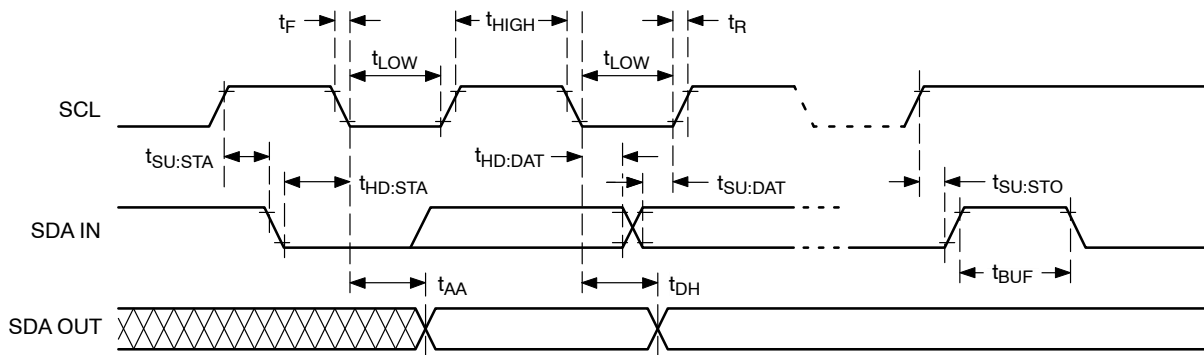 tF tHIGH tR
tLOW tLOW
SCL
tSU:STA tHD:DAT
tHD:STA tSU:DAT tSU:STO
SDA IN
tAA tDH tBUF
SDA OUT